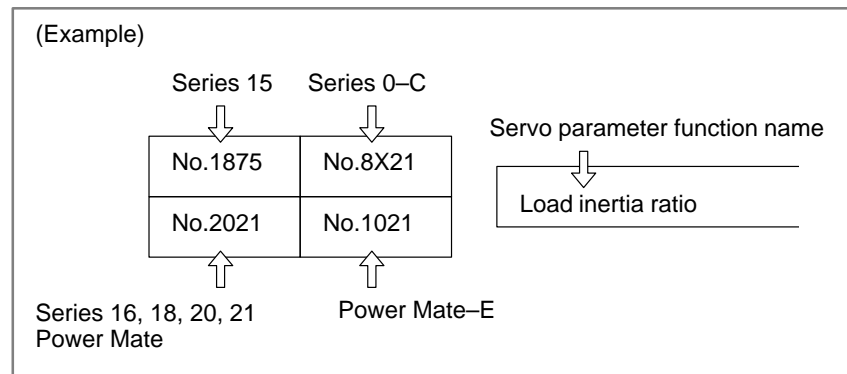 (Example)
Series 15
Series 0–C
Servo parameter function name
No.1875
No.8X21
Load inertia ratio
No.2021
No.1021
Series 16, 18, 20, 21
Power Mate
Power Mate–E